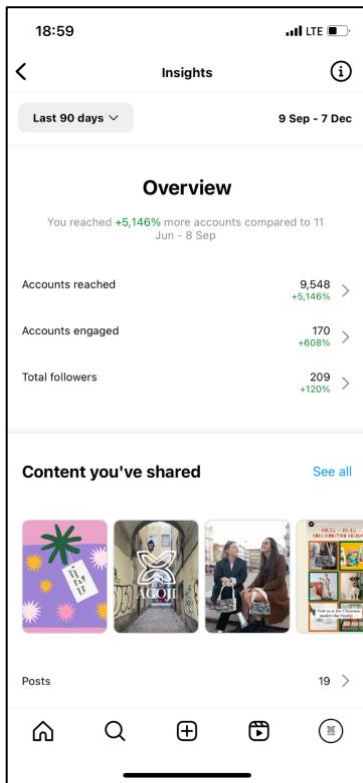 18:59
LTE
Insights
Last 90 days
9 Sep - 7 Dec
Overview
You reached +5,146% more accounts compared to 11
Jun - 8 Sep
Accounts reached
9,548
+5,146%
Accounts engaged
170
+608%
Total followers
209
+120%
Content you've shared
See all
AGOJI
Posts
19